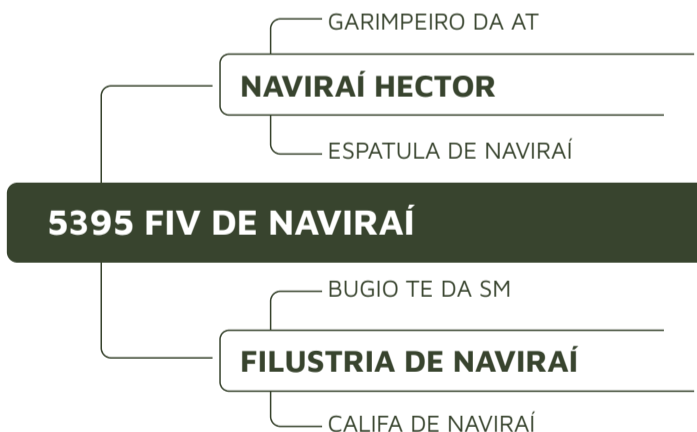 GARIMPEIRO DA AT
NAVIRAÍ HECTOR
ESPATULA DE NAVIRAÍ
5395 FIV DE NAVIRAÍ
BUGIO TE DA SM
FILUSTRIA DE NAVIRAÍ
CALIFA DE NAVIRAÍ